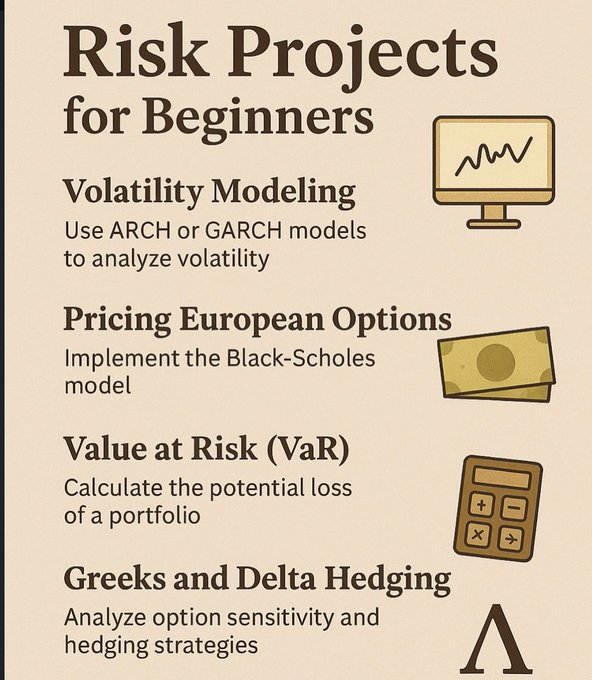 Risk Projects
for Beginners
Volatility Modeling
Use ARCH or GARCH models
to analyze volatility
Pricing European Options
Implement the Black-Scholes
model
Value at Risk (VaR)
Calculate the potential loss
of a portfolio
Greeks and Delta Hedging
Analyze option sensitivity and
hedging strategies
Λ